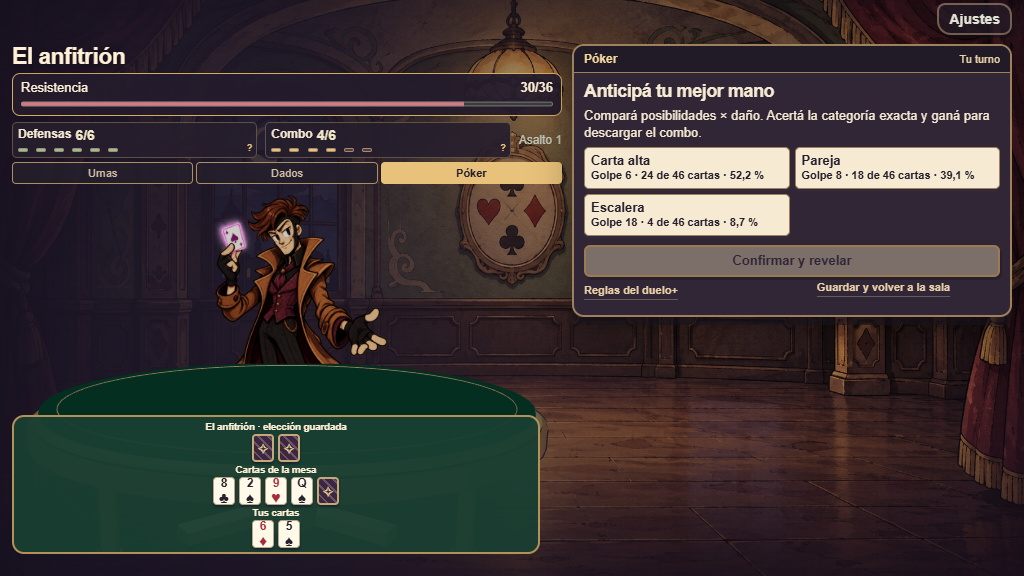 Ajustes
El anfitrión
Resistencia 30/36
Defensas 6/6 ?
Combo 4/6 ?
Asalto 1
Urnas
Dados
Póker
Póker
Tu turno
Anticipá tu mejor mano
Compará posibilidades × daño. Acertá la categoría exacta y ganá para
descargar el combo.
Carta alta
Golpe 6 · 24 de 46 cartas · 52,2 %
Pareja
Golpe 8 · 18 de 46 cartas · 39,1 %
Escalera
Golpe 18 · 4 de 46 cartas · 8,7 %
Confirmar y revelar
Reglas del duelo+
Guardar y volver a la sala
El anfitrión · elección guardada
Cartas de la mesa
8♣ 2♠ 9♥ Q♠
Tus cartas
6♦ 5♠